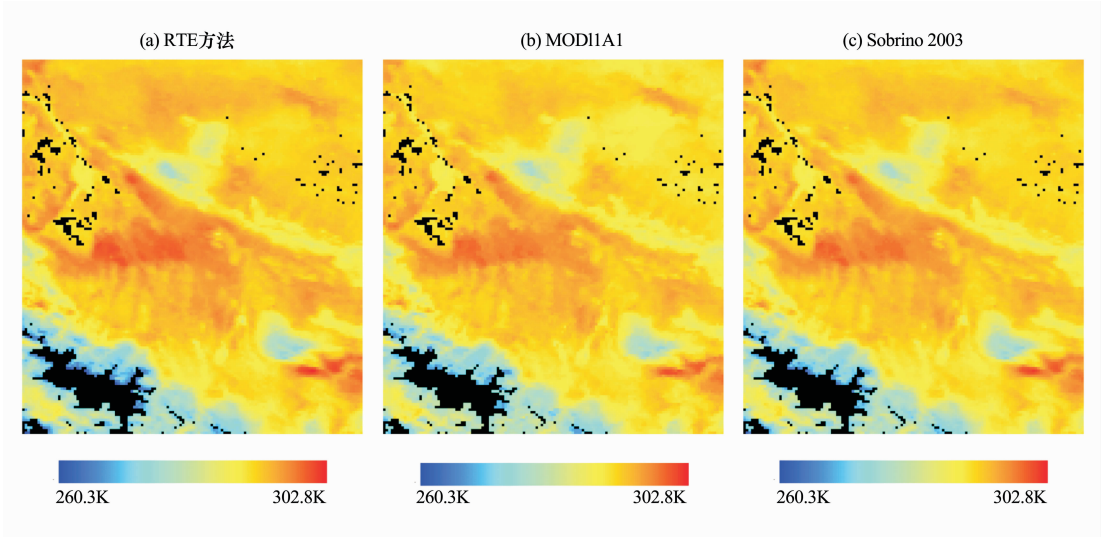 (a) RTE方法
(b) MODl1A1
(c) Sobrino 2003
260.3K 302.8K
260.3K 302.8K
260.3K 302.8K